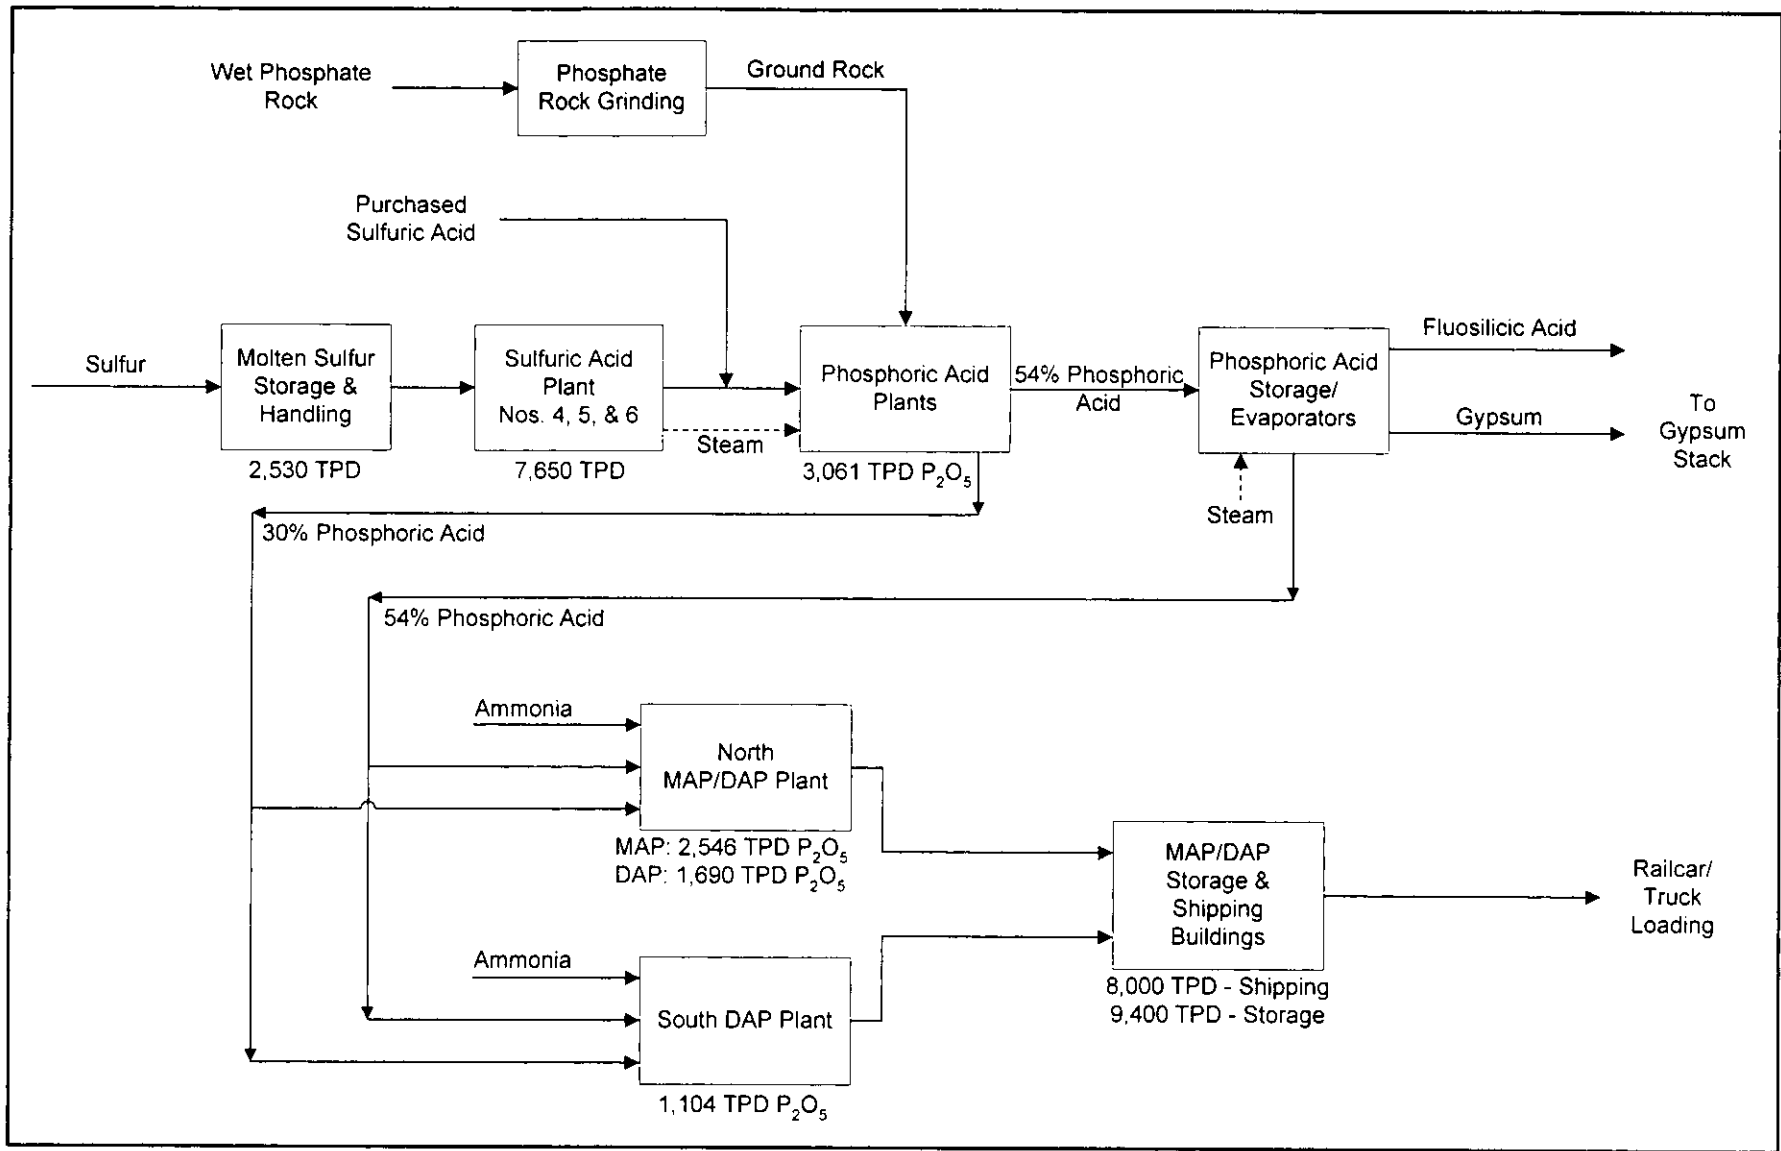 Wet Phosphate
Rock
Phosphate
Rock Grinding
Ground Rock
Purchased
Sulfuric Acid
Sulfur
Molten Sulfur
Storage &
Handling
2,530 TPD
Sulfuric Acid
Plant
Nos. 4, 5, & 6
7,650 TPD
Steam
Phosphoric Acid
Plants
3,061 TPD P₂O₅
54% Phosphoric
Acid
Phosphoric Acid
Storage/
Evaporators
Steam
Fluosilicic Acid
Gypsum
To
Gypsum
Stack
30% Phosphoric Acid
54% Phosphoric Acid
Ammonia
North
MAP/DAP Plant
MAP: 2,546 TPD P₂O₅
DAP: 1,690 TPD P₂O₅
Ammonia
South DAP Plant
1,104 TPD P₂O₅
MAP/DAP
Storage &
Shipping
Buildings
8,000 TPD - Shipping
9,400 TPD - Storage
Railcar/
Truck
Loading